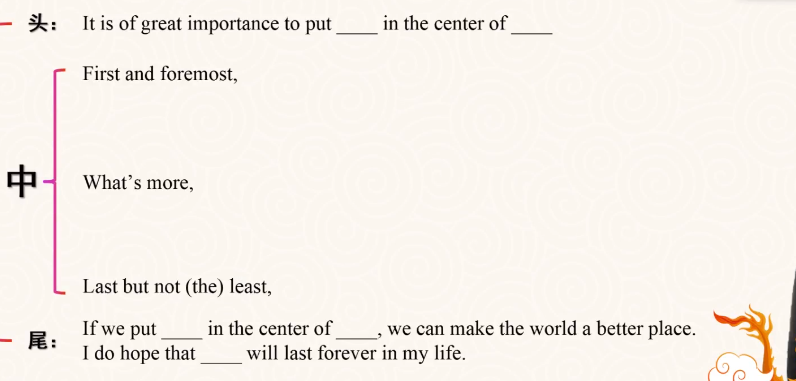 头： It is of great importance to put ____ in the center of ____
First and foremost,
中
What's more,
Last but not (the) least,
尾： If we put ____ in the center of ____, we can make the world a better place.
I do hope that ____ will last forever in my life.